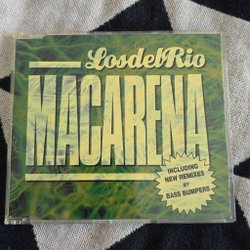 LosdelRio
MACARENA
INCLUDING
NEW REMIXES
BY
BASS BUMPERS